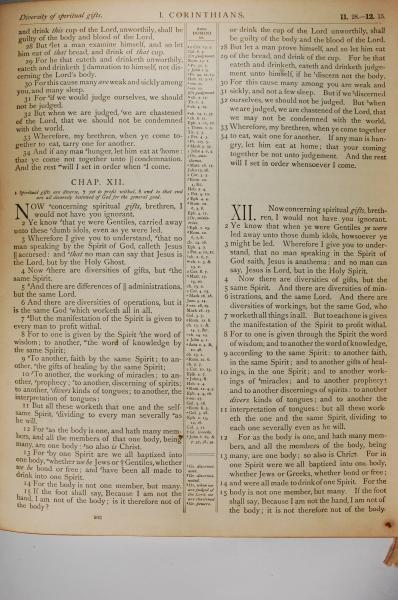 Diversity of spiritual gifts.
I. CORINTHIANS.
11. 28.—12. 15.
and drink this cup of the Lord, unworthily, shall be
guilty of the body and blood of the Lord.
28 But let a man examine himself, and so let
him eat of that bread, and drink of that cup.
29 For he that eateth and drinketh unworthily,
eateth and drinketh ‖ damnation to himself, not dis-
cerning the Lord's body.
30 For this cause many are weak and sickly among
you, and many sleep.
31 For if we would judge ourselves, we should
not be judged.
32 But when we are judged, we are chastened
of the Lord, that we should not be condemned
with the world.
33 Wherefore, my brethren, when ye come to-
gether to eat, tarry one for another.
34 And if any man hunger, let him eat at home:
that ye come not together unto ‖ condemnation.
And the rest will I set in order when I come.
CHAP. XII.
1 Spiritual gifts are diverse, 7 yet to profit withal, 8 and to that end
are all diversely bestowed of God for the general good.
NOW concerning spiritual gifts, brethren, I
would not have you ignorant.
2 Ye know that ye were Gentiles, carried away
unto these dumb idols, even as ye were led.
3 Wherefore I give you to understand, that no
man speaking by the Spirit of God, calleth Jesus
‖ accursed: and that no man can say that Jesus is
the Lord, but by the Holy Ghost.
4 Now there are diversities of gifts, but the
same Spirit.
5 And there are differences of ‖ administrations,
but the same Lord.
6 And there are diversities of operations, but it
is the same God which worketh all in all.
7 But the manifestation of the Spirit is given to
every man to profit withal.
8 For to one is given by the Spirit the word of
wisdom; to another, the word of knowledge by
the same Spirit;
9 To another, faith by the same Spirit; to an-
other, the gifts of healing by the same Spirit;
10 To another, the working of miracles; to an-
other, prophecy; to another, discerning of spirits;
to another, divers kinds of tongues; to another, the
interpretation of tongues:
11 But all these worketh that one and the self-
same Spirit, dividing to every man severally as
he will.
12 For as the body is one, and hath many mem-
bers, and all the members of that one body, being
many, are one body: so also is Christ.
13 For by one Spirit are we all baptized into
one body, whether we be Jews or † Gentiles, whether
we be bond or free; and have been all made to
drink into one Spirit.
14 For the body is not one member, but many.
15 If the foot shall say, Because I am not the
hand, I am not of the body; is it therefore not of
the body?
ANNO
DOMINI
or drink the cup of the Lord unworthily, shall
be guilty of the body and the blood of the Lord.
28 But let a man prove himself, and so let him eat
of the bread, and drink of the cup. For he that
eateth and drinketh, eateth and drinketh judge-
ment unto himself, if he discern not the body.
30 For this cause many among you are weak and
31 sickly, and not a few sleep. But if we discerned
32 ourselves, we should not be judged. But when
we are judged, we are chastened of the Lord, that
we may not be condemned with the world.
33 Wherefore, my brethren, when ye come together
34 to eat, wait one for another. If any man is hun-
gry, let him eat at home; that your coming
together be not unto judgement. And the rest
will I set in order whensoever I come.
XII. Now concerning spiritual gifts, breth-
ren, I would not have you ignorant.
2 Ye know that when ye were Gentiles ye were
led away unto those dumb idols, howsoever ye
3 might be led. Wherefore I give you to under-
stand, that no man speaking in the Spirit of
God saith, Jesus is anathema; and no man can
say, Jesus is Lord, but in the Holy Spirit.
4 Now there are diversities of gifts, but the
5 same Spirit. And there are diversities of min-
6 istrations, and the same Lord. And there are
diversities of workings, but the same God, who
7 worketh all things in all. But to each one is given
the manifestation of the Spirit to profit withal.
8 For to one is given through the Spirit the word
of wisdom; and to another the word of knowledge,
9 according to the same Spirit: to another faith,
in the same Spirit; and to another gifts of heal-
10 ings, in the one Spirit; and to another work-
ings of miracles; and to another prophecy;
and to another discernings of spirits: to another
divers kinds of tongues; and to another the
11 interpretation of tongues: but all these work-
eth the one and the same Spirit, dividing to
each one severally even as he will.
12 For as the body is one, and hath many mem-
bers, and all the members of the body, being
13 many, are one body; so also is Christ. For in
one Spirit were we all baptized into one body,
whether Jews or Greeks, whether bond or free;
14 and were all made to drink of one Spirit. For the
15 body is not one member, but many. If the foot
shall say, Because I am not the hand, I am not of
the body; it is not therefore not of the body.